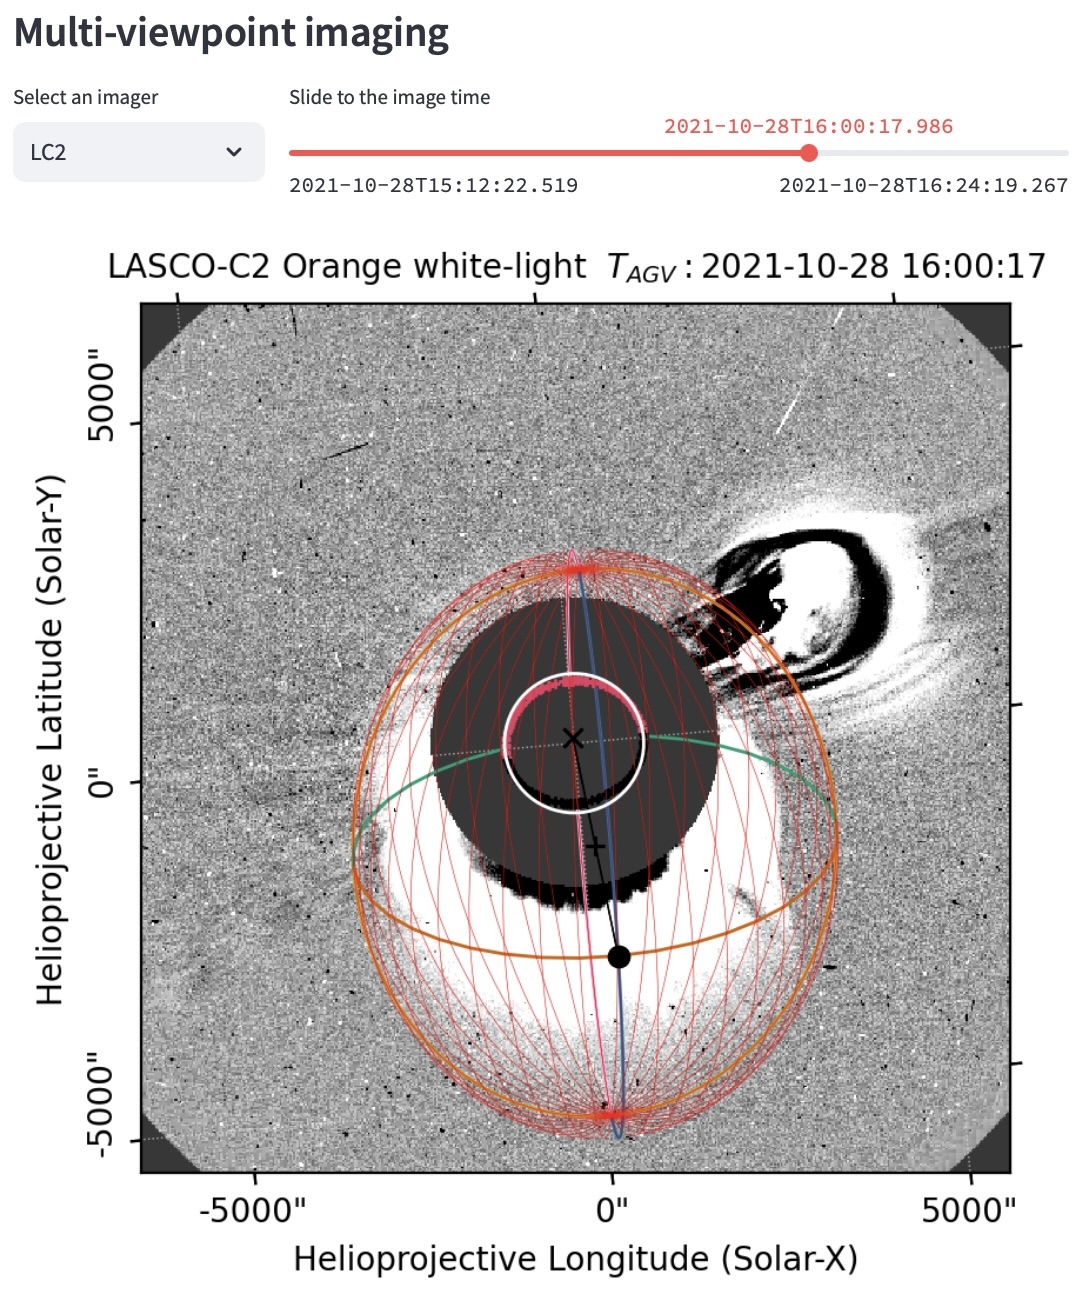 Multi-viewpoint imaging
Select an imager
Slide to the image time
LC2
2021-10-28T16:00:17.986
2021-10-28T15:12:22.519
2021-10-28T16:24:19.267
LASCO-C2 Orange white-light T_AGV : 2021-10-28 16:00:17
5000"
0"
-5000"
Helioprojective Latitude (Solar-Y)
-5000"
0"
5000"
Helioprojective Longitude (Solar-X)